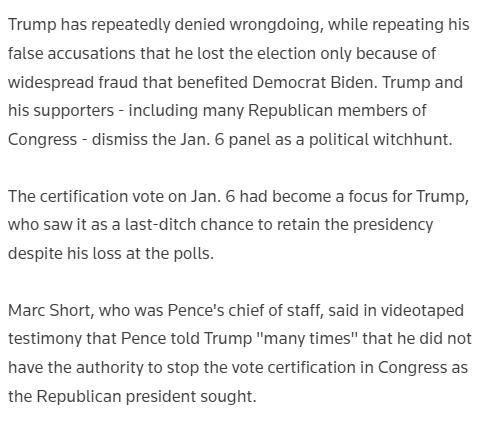 Trump has repeatedly denied wrongdoing, while repeating his
false accusations that he lost the election only because of
widespread fraud that benefited Democrat Biden. Trump and
his supporters - including many Republican members of
Congress - dismiss the Jan. 6 panel as a political witchhunt.
The certification vote on Jan. 6 had become a focus for Trump,
who saw it as a last-ditch chance to retain the presidency
despite his loss at the polls.
Marc Short, who was Pence's chief of staff, said in videotaped
testimony that Pence told Trump "many times" that he did not
have the authority to stop the vote certification in Congress as
the Republican president sought.